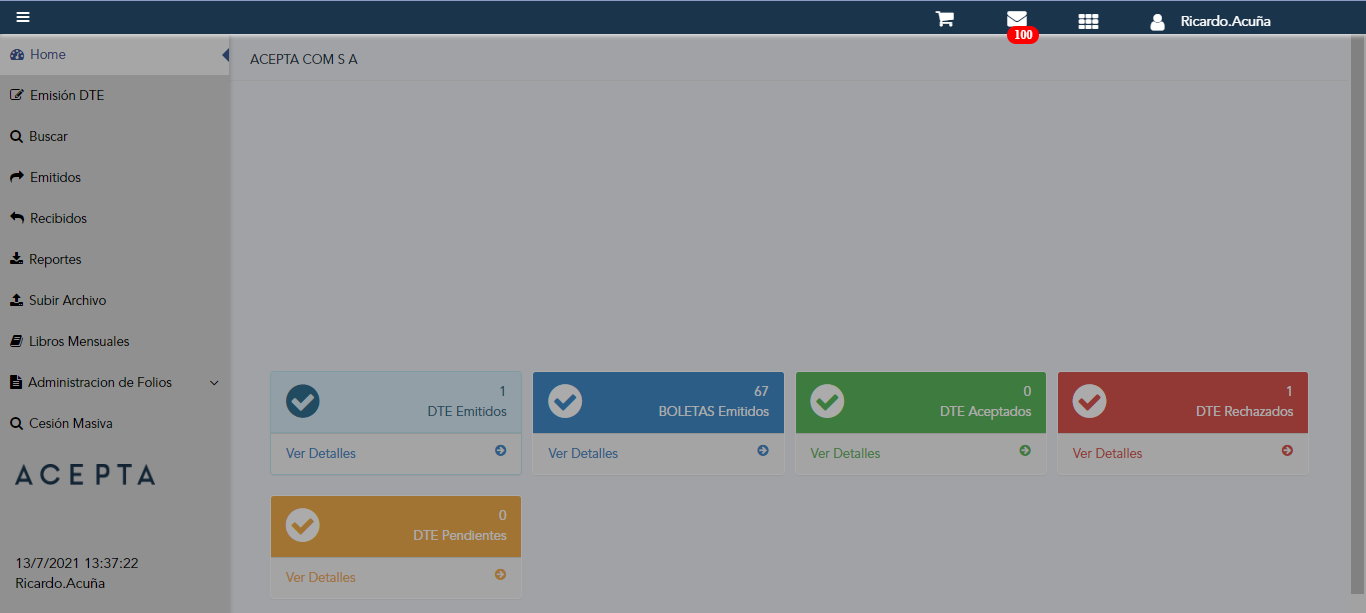 Ricardo.Acuña
100
Home
ACEPTA COM S A
Emisión DTE
Buscar
Emitidos
Recibidos
Reportes
Subir Archivo
Libros Mensuales
Administracion de Folios
Cesión Masiva
ACEPTA
13/7/2021 13:37:22
Ricardo.Acuña
1
DTE Emitidos
Ver Detalles
67
BOLETAS Emitidos
Ver Detalles
0
DTE Aceptados
Ver Detalles
1
DTE Rechazados
Ver Detalles
0
DTE Pendientes
Ver Detalles